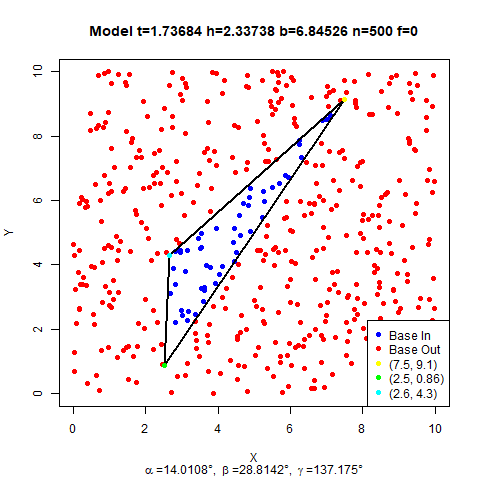 Model t=1.73684 h=2.33738 b=6.84526 n=500 f=0
10
8
6
4
2
0
Y
Base In
Base Out
(7.5, 9.1)
(2.5, 0.86)
(2.6, 4.3)
0 2 4 6 8 10
X
α=14.0108°, β=28.8142°, γ=137.175°